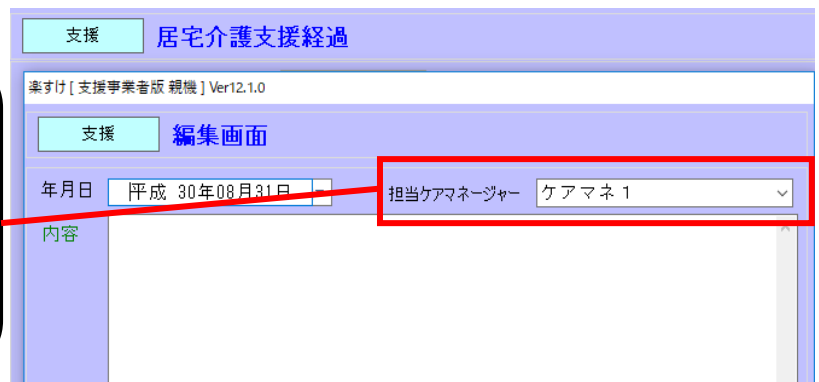 支援 居宅介護支援経過
楽すけ [ 支援事業者版 親機 ] Ver12.1.0
支援 編集画面
年月日 平成 30年08月31日 担当ケアマネージャー ケアマネ1
内容